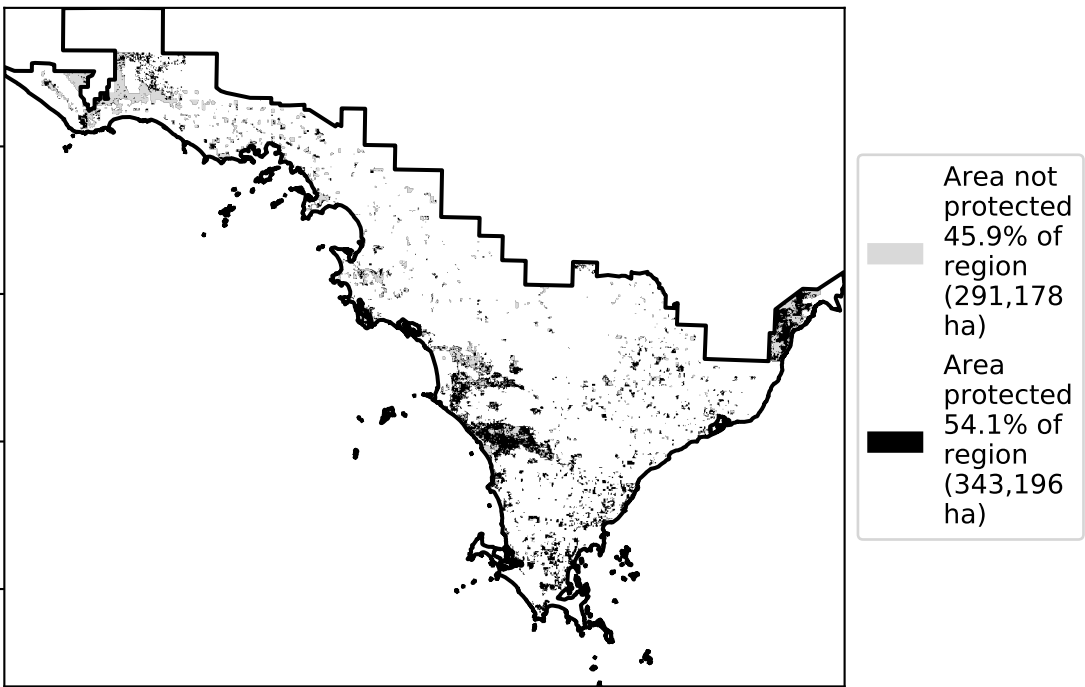 Area not
protected
45.9% of
region
(291,178
ha)
Area
protected
54.1% of
region
(343,196
ha)